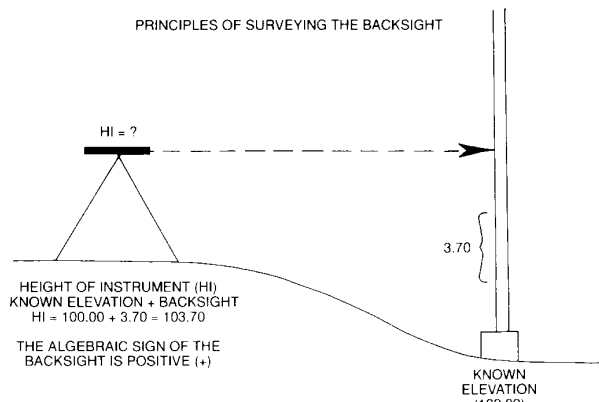 PRINCIPLES OF SURVEYING THE BACKSIGHT
HI = ?
3.70
HEIGHT OF INSTRUMENT (HI)
KNOWN ELEVATION + BACKSIGHT
HI = 100.00 + 3.70 = 103.70
THE ALGEBRAIC SIGN OF THE
BACKSIGHT IS POSITIVE (+)
KNOWN
ELEVATION